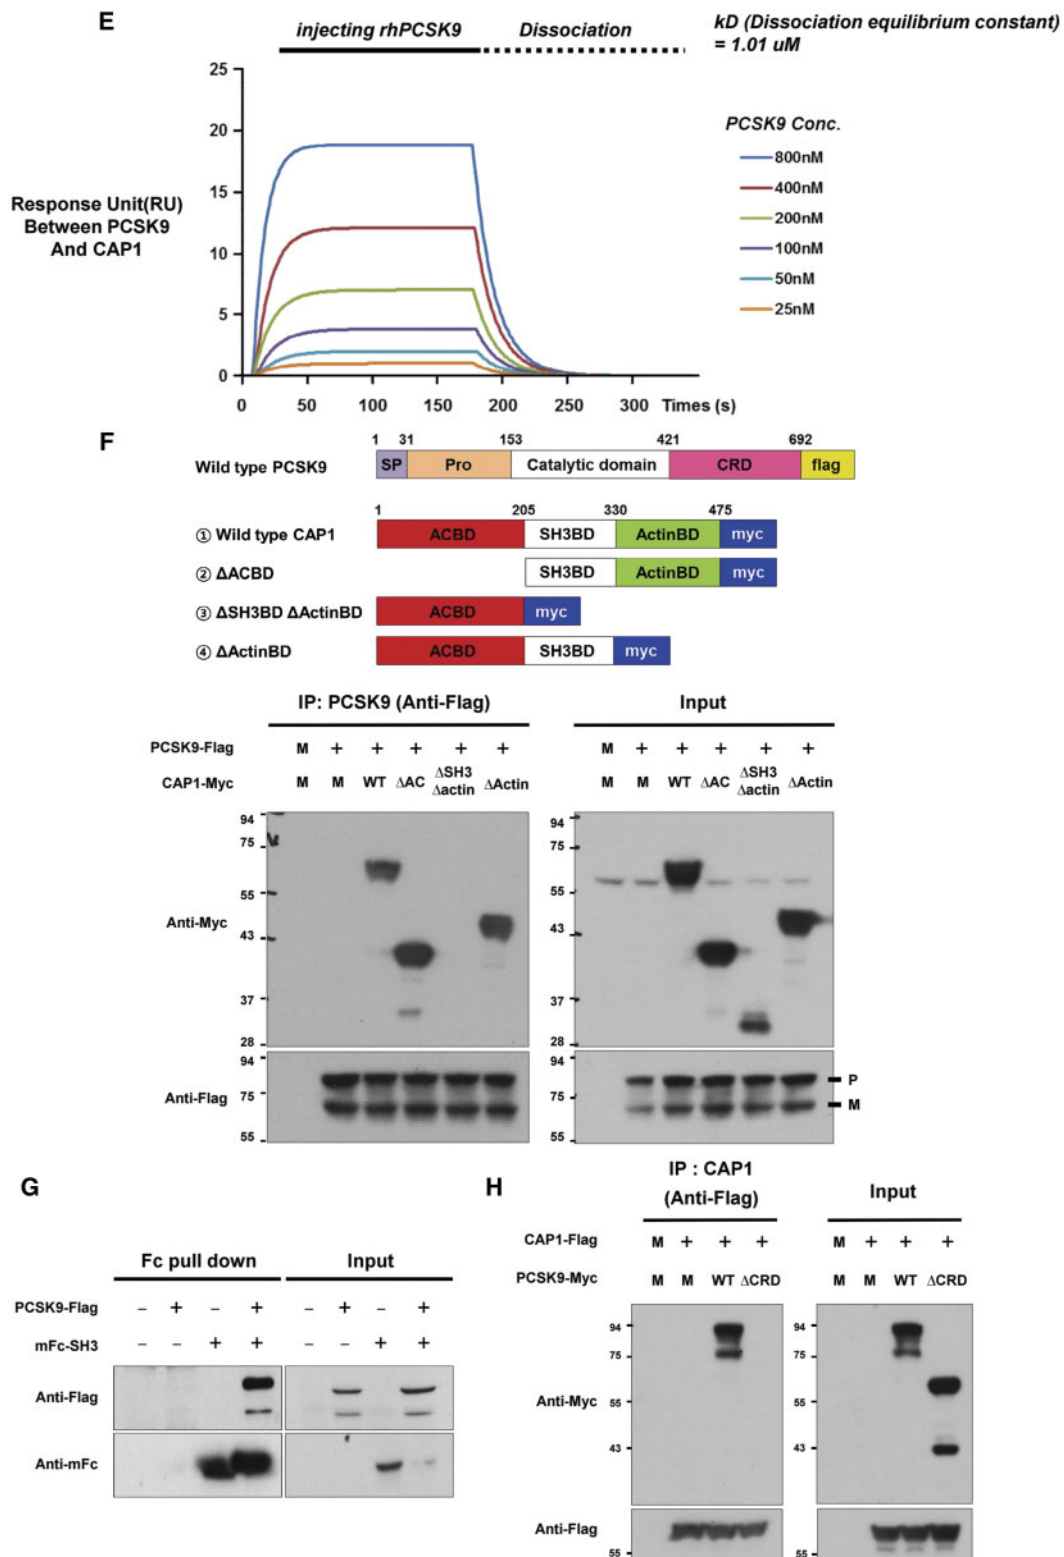 E
injecting rhPCSK9
Dissociation
kD (Dissociation equilibrium constant)
= 1.01 uM
25
20
15
10
5
0
Response Unit(RU)
Between PCSK9
And CAP1
0 50 100 150 200 250 300 Times (s)
PCSK9 Conc.
800nM
400nM
200nM
100nM
50nM
25nM
F
1 31 153 421 692
Wild type PCSK9 SP Pro Catalytic domain CRD flag
1 205 330 475
① Wild type CAP1 ACBD SH3BD ActinBD myc
② ΔACBD SH3BD ActinBD myc
③ ΔSH3BD ΔActinBD ACBD myc
④ ΔActinBD ACBD SH3BD myc
IP: PCSK9 (Anti-Flag) Input
PCSK9-Flag M + + + + + M + + + + +
CAP1-Myc M M WT ΔAC ΔSH3 Δactin ΔActin M M WT ΔAC ΔSH3 Δactin ΔActin
94 94
75 75
55 55
Anti-Myc
43 43
37 37
28 28
94 94
P
Anti-Flag 75 75
M
55 55
G
Fc pull down Input
PCSK9-Flag – + – + – + – +
mFc-SH3 – – + + – – + +
Anti-Flag
Anti-mFc
H
IP : CAP1
(Anti-Flag)
Input
CAP1-Flag M + + + M + + +
PCSK9-Myc M M WT ΔCRD M M WT ΔCRD
94 94
75 75
Anti-Myc 55 55
43 43
Anti-Flag
55 55